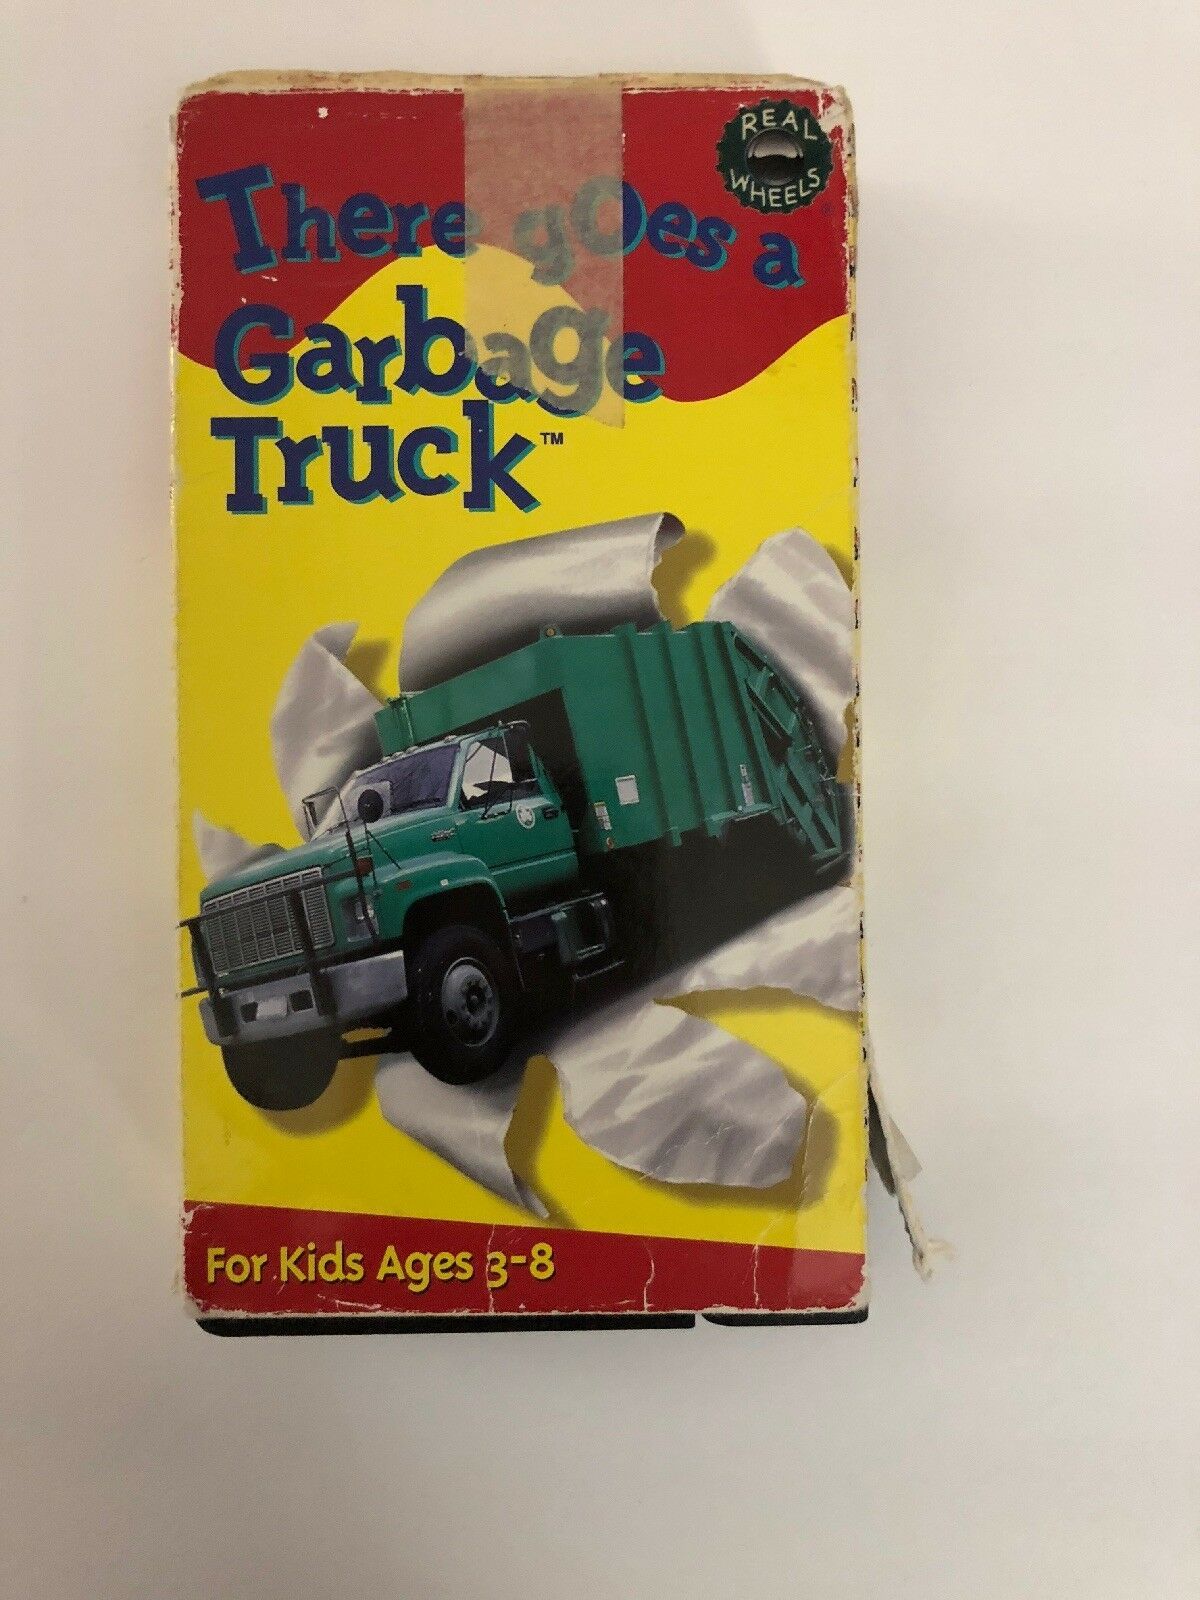 REAL
WHEELS
There goes a
Garbage
Truck™
For Kids Ages 3-8